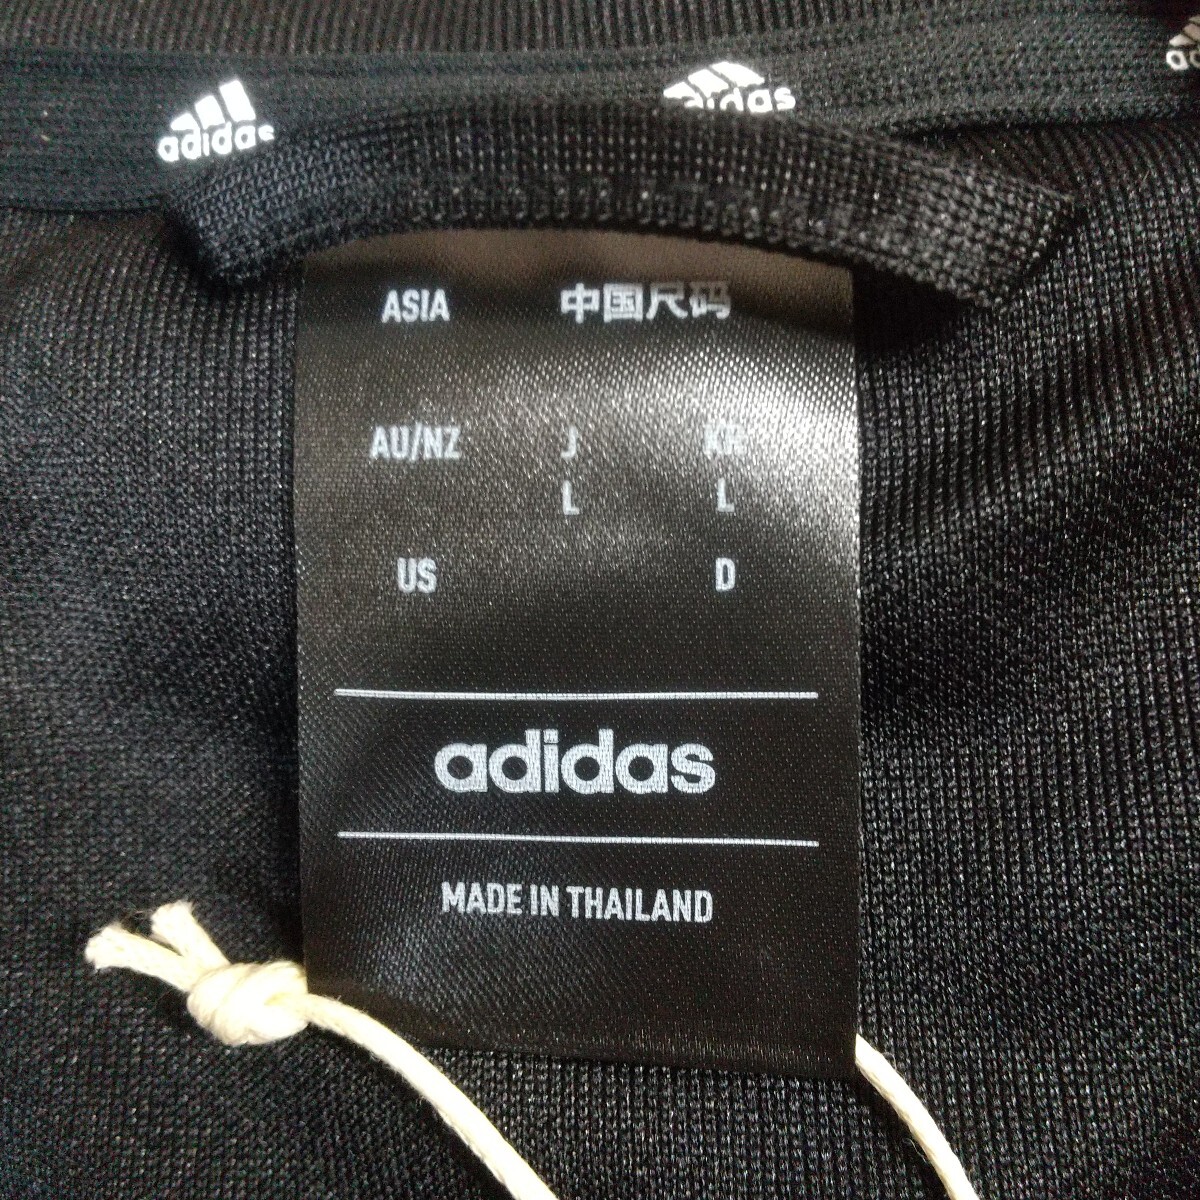 adidas adidas
ASIA 中国尺码
AU/NZ J KR
L L
US D
adidas
MADE IN THAILAND